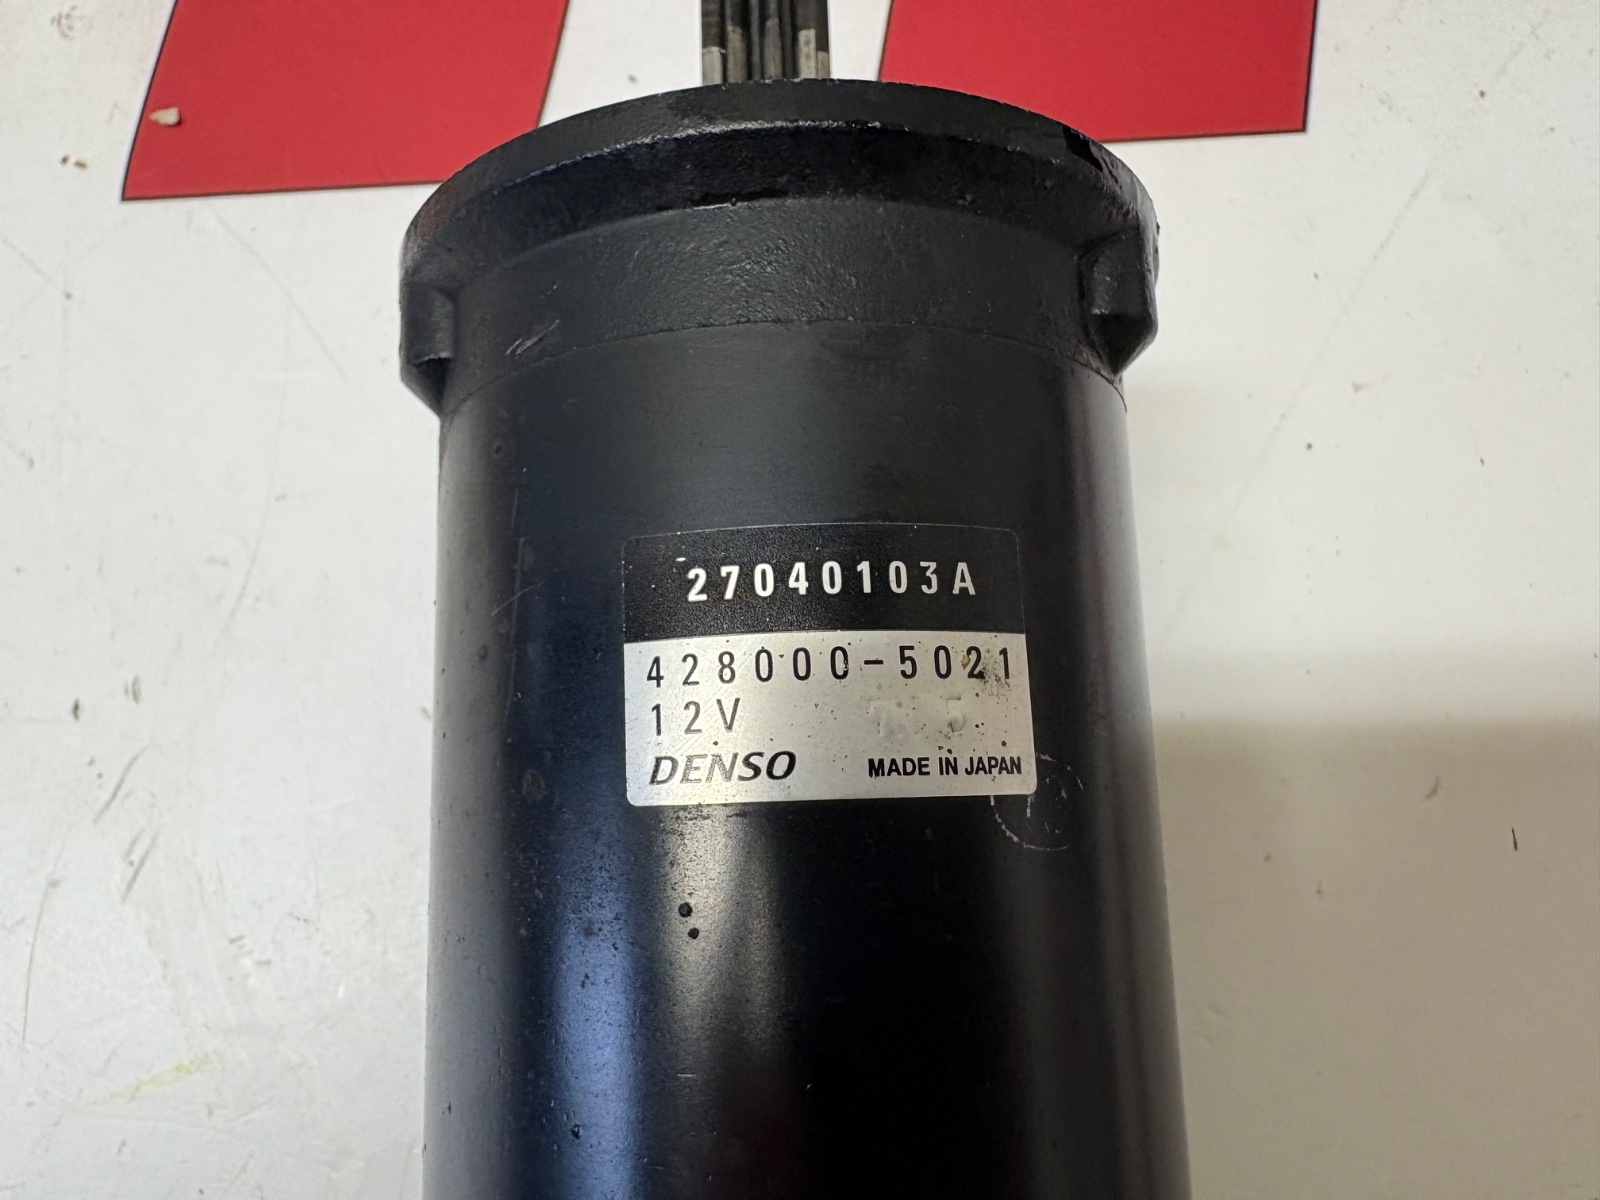 27040103A
428000-5021
12V
DENSO MADE IN JAPAN